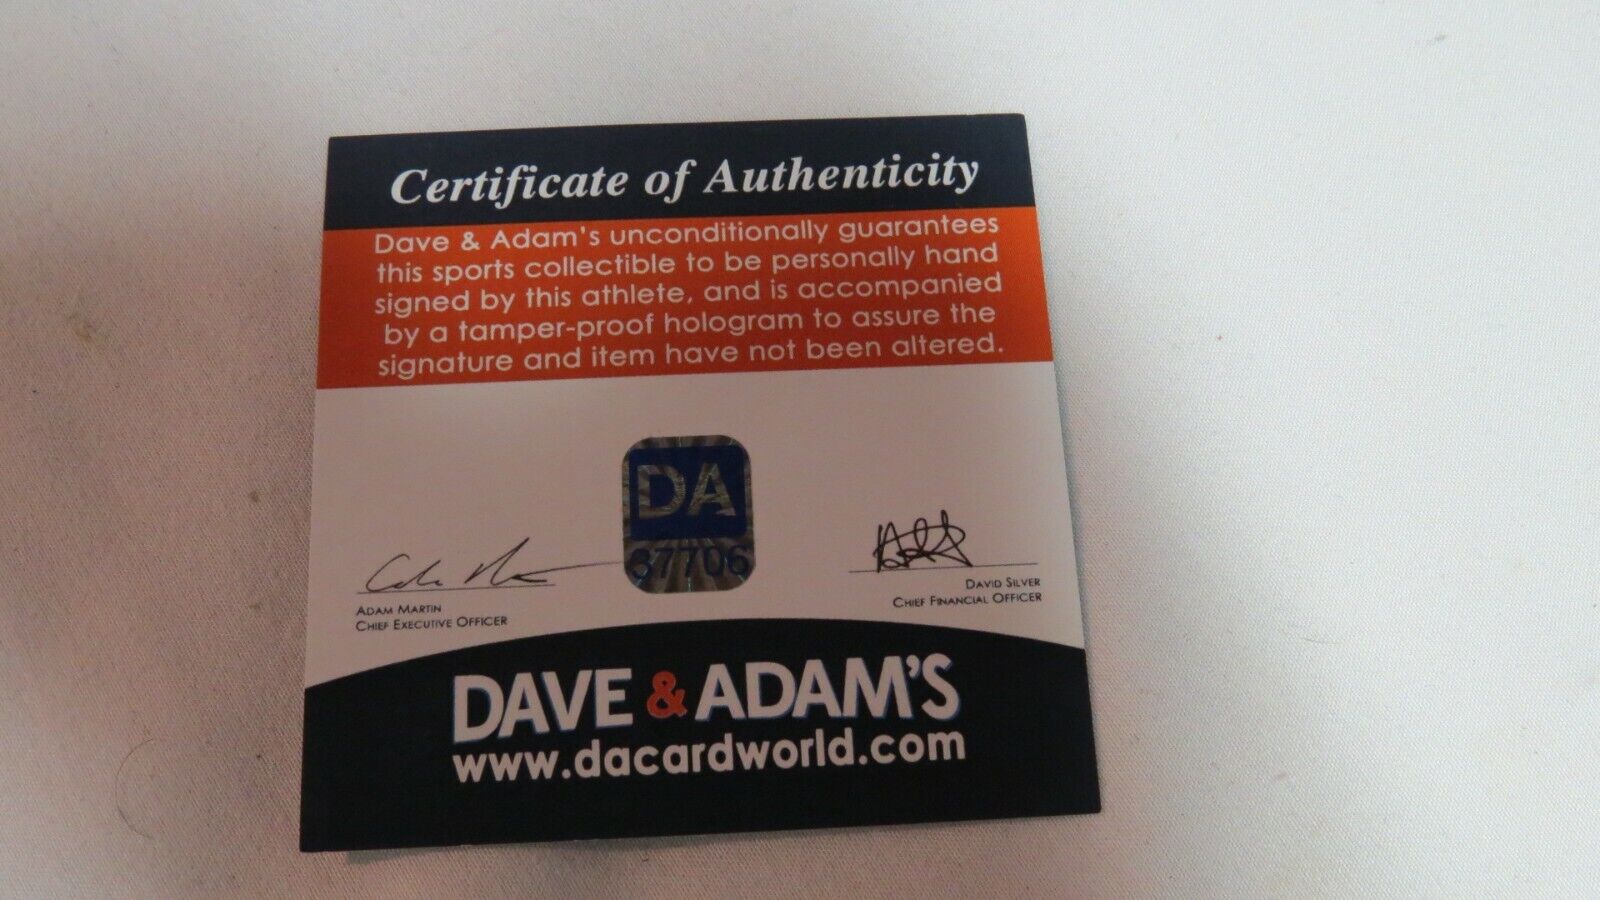 Certificate of Authenticity
Dave & Adam's unconditionally guarantees
this sports collectible to be personally hand
signed by this athlete, and is accompanied
by a tamper-proof hologram to assure the
signature and item have not been altered.
DA
37706
ADAM MARTIN
CHIEF EXECUTIVE OFFICER
DAVID SILVER
CHIEF FINANCIAL OFFICER
DAVE & ADAM'S
www.dacardworld.com